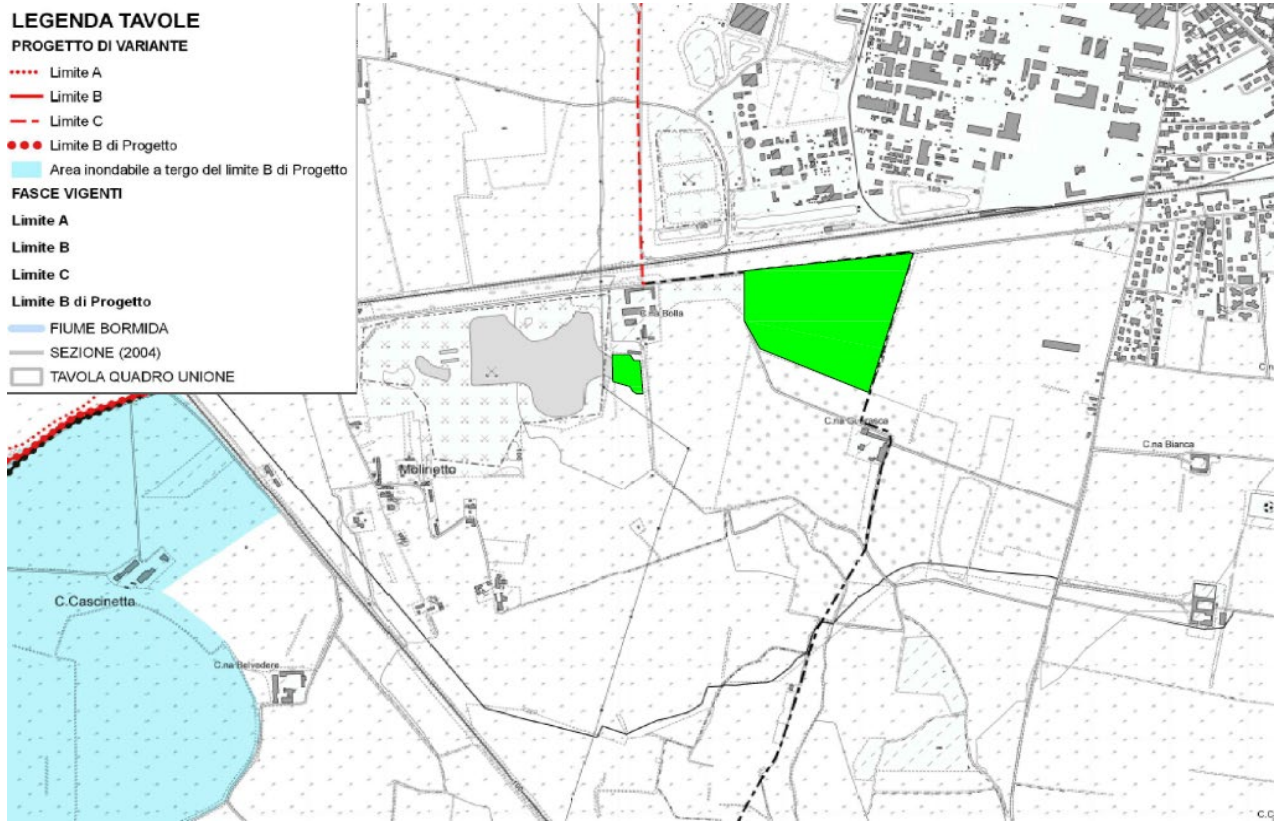 LEGENDA TAVOLE
PROGETTO DI VARIANTE
Limite A
Limite B
Limite C
Limite B di Progetto
Area inondabile a tergo del limite B di Progetto
FASCE VIGENTI
Limite A
Limite B
Limite C
Limite B di Progetto
FIUME BORMIDA
SEZIONE (2004)
TAVOLA QUADRO UNIONE
C.na Bolla
C.na Bianca
Molinetto
C.Cascinetta
C.na Belvedere